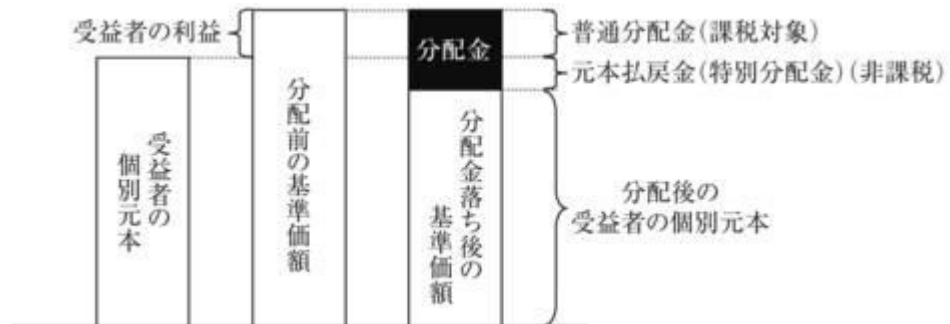 受益者の利益
分配金
普通分配金(課税対象)
元本払戻金(特別分配金)(非課税)
受益者の
個別元本
分配前の基準価額
分配金落ち後の
基準価額
分配後の
受益者の個別元本